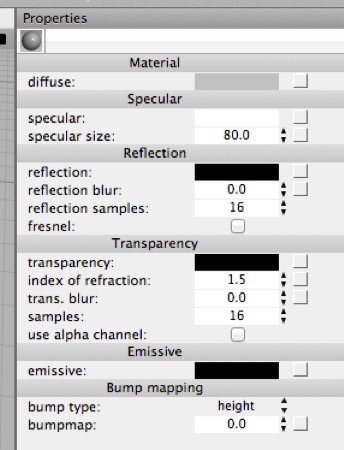 Properties
Material
diffuse:
Specular
specular:
specular size: 80.0
Reflection
reflection:
reflection blur: 0.0
reflection samples: 16
fresnel:
Transparency
transparency:
index of refraction: 1.5
trans. blur: 0.0
samples: 16
use alpha channel:
Emissive
emissive:
Bump mapping
bump type: height
bumpmap: 0.0